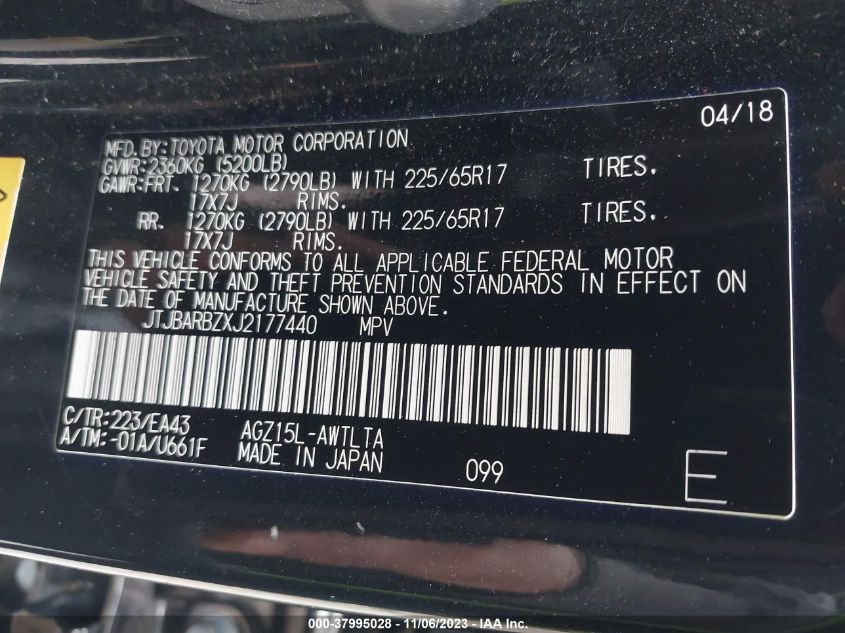 04/18
MFD.BY:TOYOTA MOTOR CORPORATION
GVWR:2360KG (5200LB)
GAWR:FRT. 1270KG (2790LB) WITH 225/65R17 TIRES.
17X7J RIMS.
RR. 1270KG (2790LB) WITH 225/65R17 TIRES.
17X7J RIMS.
THIS VEHICLE CONFORMS TO ALL APPLICABLE FEDERAL MOTOR
VEHICLE SAFETY AND THEFT PREVENTION STANDARDS IN EFFECT ON
THE DATE OF MANUFACTURE SHOWN ABOVE.
JTJBARBZXJ2177440 MPV
C/TR:223/EA43 AGZ15L-AWTLTA
A/TM:-01A/U661F MADE IN JAPAN 099 E
000-37995028 - 11/06/2023 - IAA Inc.